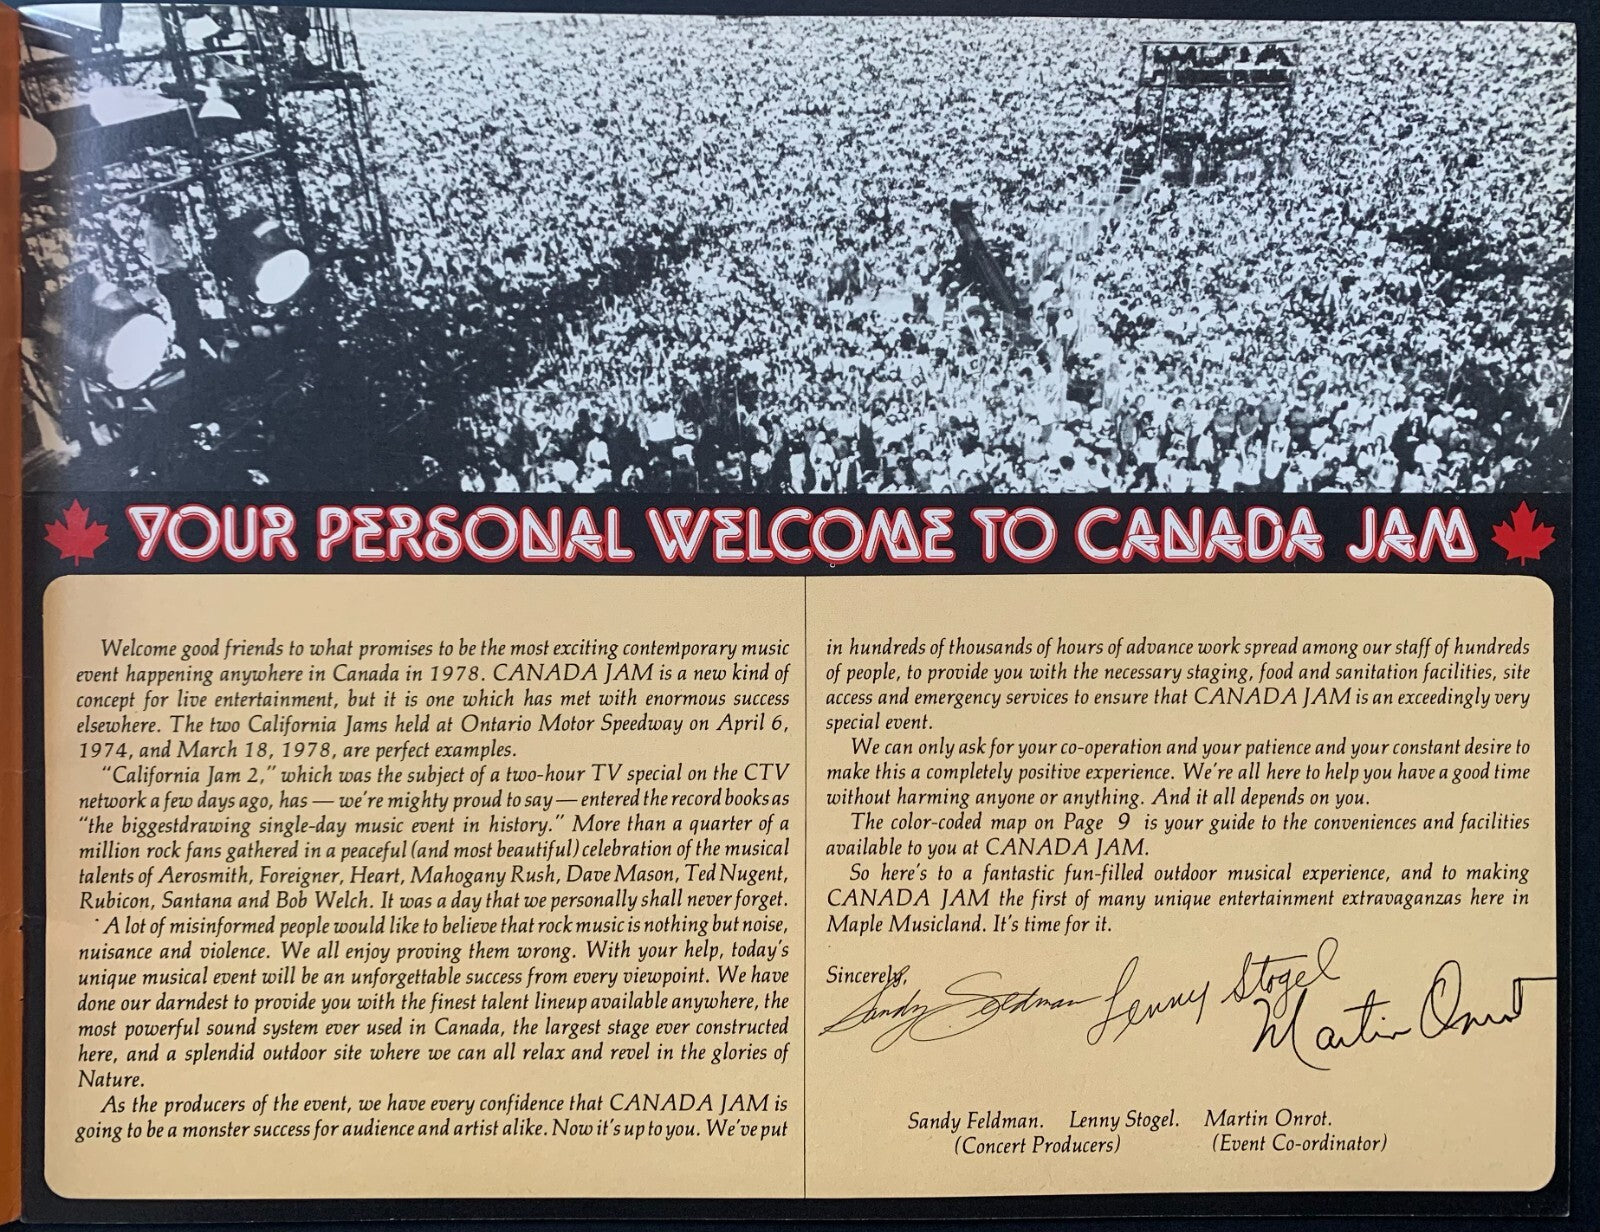 YOUR PERSONAL WELCOME TO CANADA JAM
Welcome good friends to what promises to be the most exciting contemporary music
event happening anywhere in Canada in 1978. CANADA JAM is a new kind of
concept for live entertainment, but it is one which has met with enormous success
elsewhere. The two California Jams held at Ontario Motor Speedway on April 6,
1974, and March 18, 1978, are perfect examples.
"California Jam 2," which was the subject of a two-hour TV special on the CTV
network a few days ago, has — we're mighty proud to say — entered the record books as
"the biggestdrawing single-day music event in history." More than a quarter of a
million rock fans gathered in a peaceful (and most beautiful) celebration of the musical
talents of Aerosmith, Foreigner, Heart, Mahogany Rush, Dave Mason, Ted Nugent,
Rubicon, Santana and Bob Welch. It was a day that we personally shall never forget.
A lot of misinformed people would like to believe that rock music is nothing but noise,
nuisance and violence. We all enjoy proving them wrong. With your help, today's
unique musical event will be an unforgettable success from every viewpoint. We have
done our darndest to provide you with the finest talent lineup available anywhere, the
most powerful sound system ever used in Canada, the largest stage ever constructed
here, and a splendid outdoor site where we can all relax and revel in the glories of
Nature.
As the producers of the event, we have every confidence that CANADA JAM is
going to be a monster success for audience and artist alike. Now it's up to you. We've put
in hundreds of thousands of hours of advance work spread among our staff of hundreds
of people, to provide you with the necessary staging, food and sanitation facilities, site
access and emergency services to ensure that CANADA JAM is an exceedingly very
special event.
We can only ask for your co-operation and your patience and your constant desire to
make this a completely positive experience. We're all here to help you have a good time
without harming anyone or anything. And it all depends on you.
The color-coded map on Page 9 is your guide to the conveniences and facilities
available to you at CANADA JAM.
So here's to a fantastic fun-filled outdoor musical experience, and to making
CANADA JAM the first of many unique entertainment extravaganzas here in
Maple Musicland. It's time for it.
Sincerely,
Sandy Feldman Lenny Stogel Martin Onrot
Sandy Feldman. Lenny Stogel. Martin Onrot.
(Concert Producers) (Event Co-ordinator)